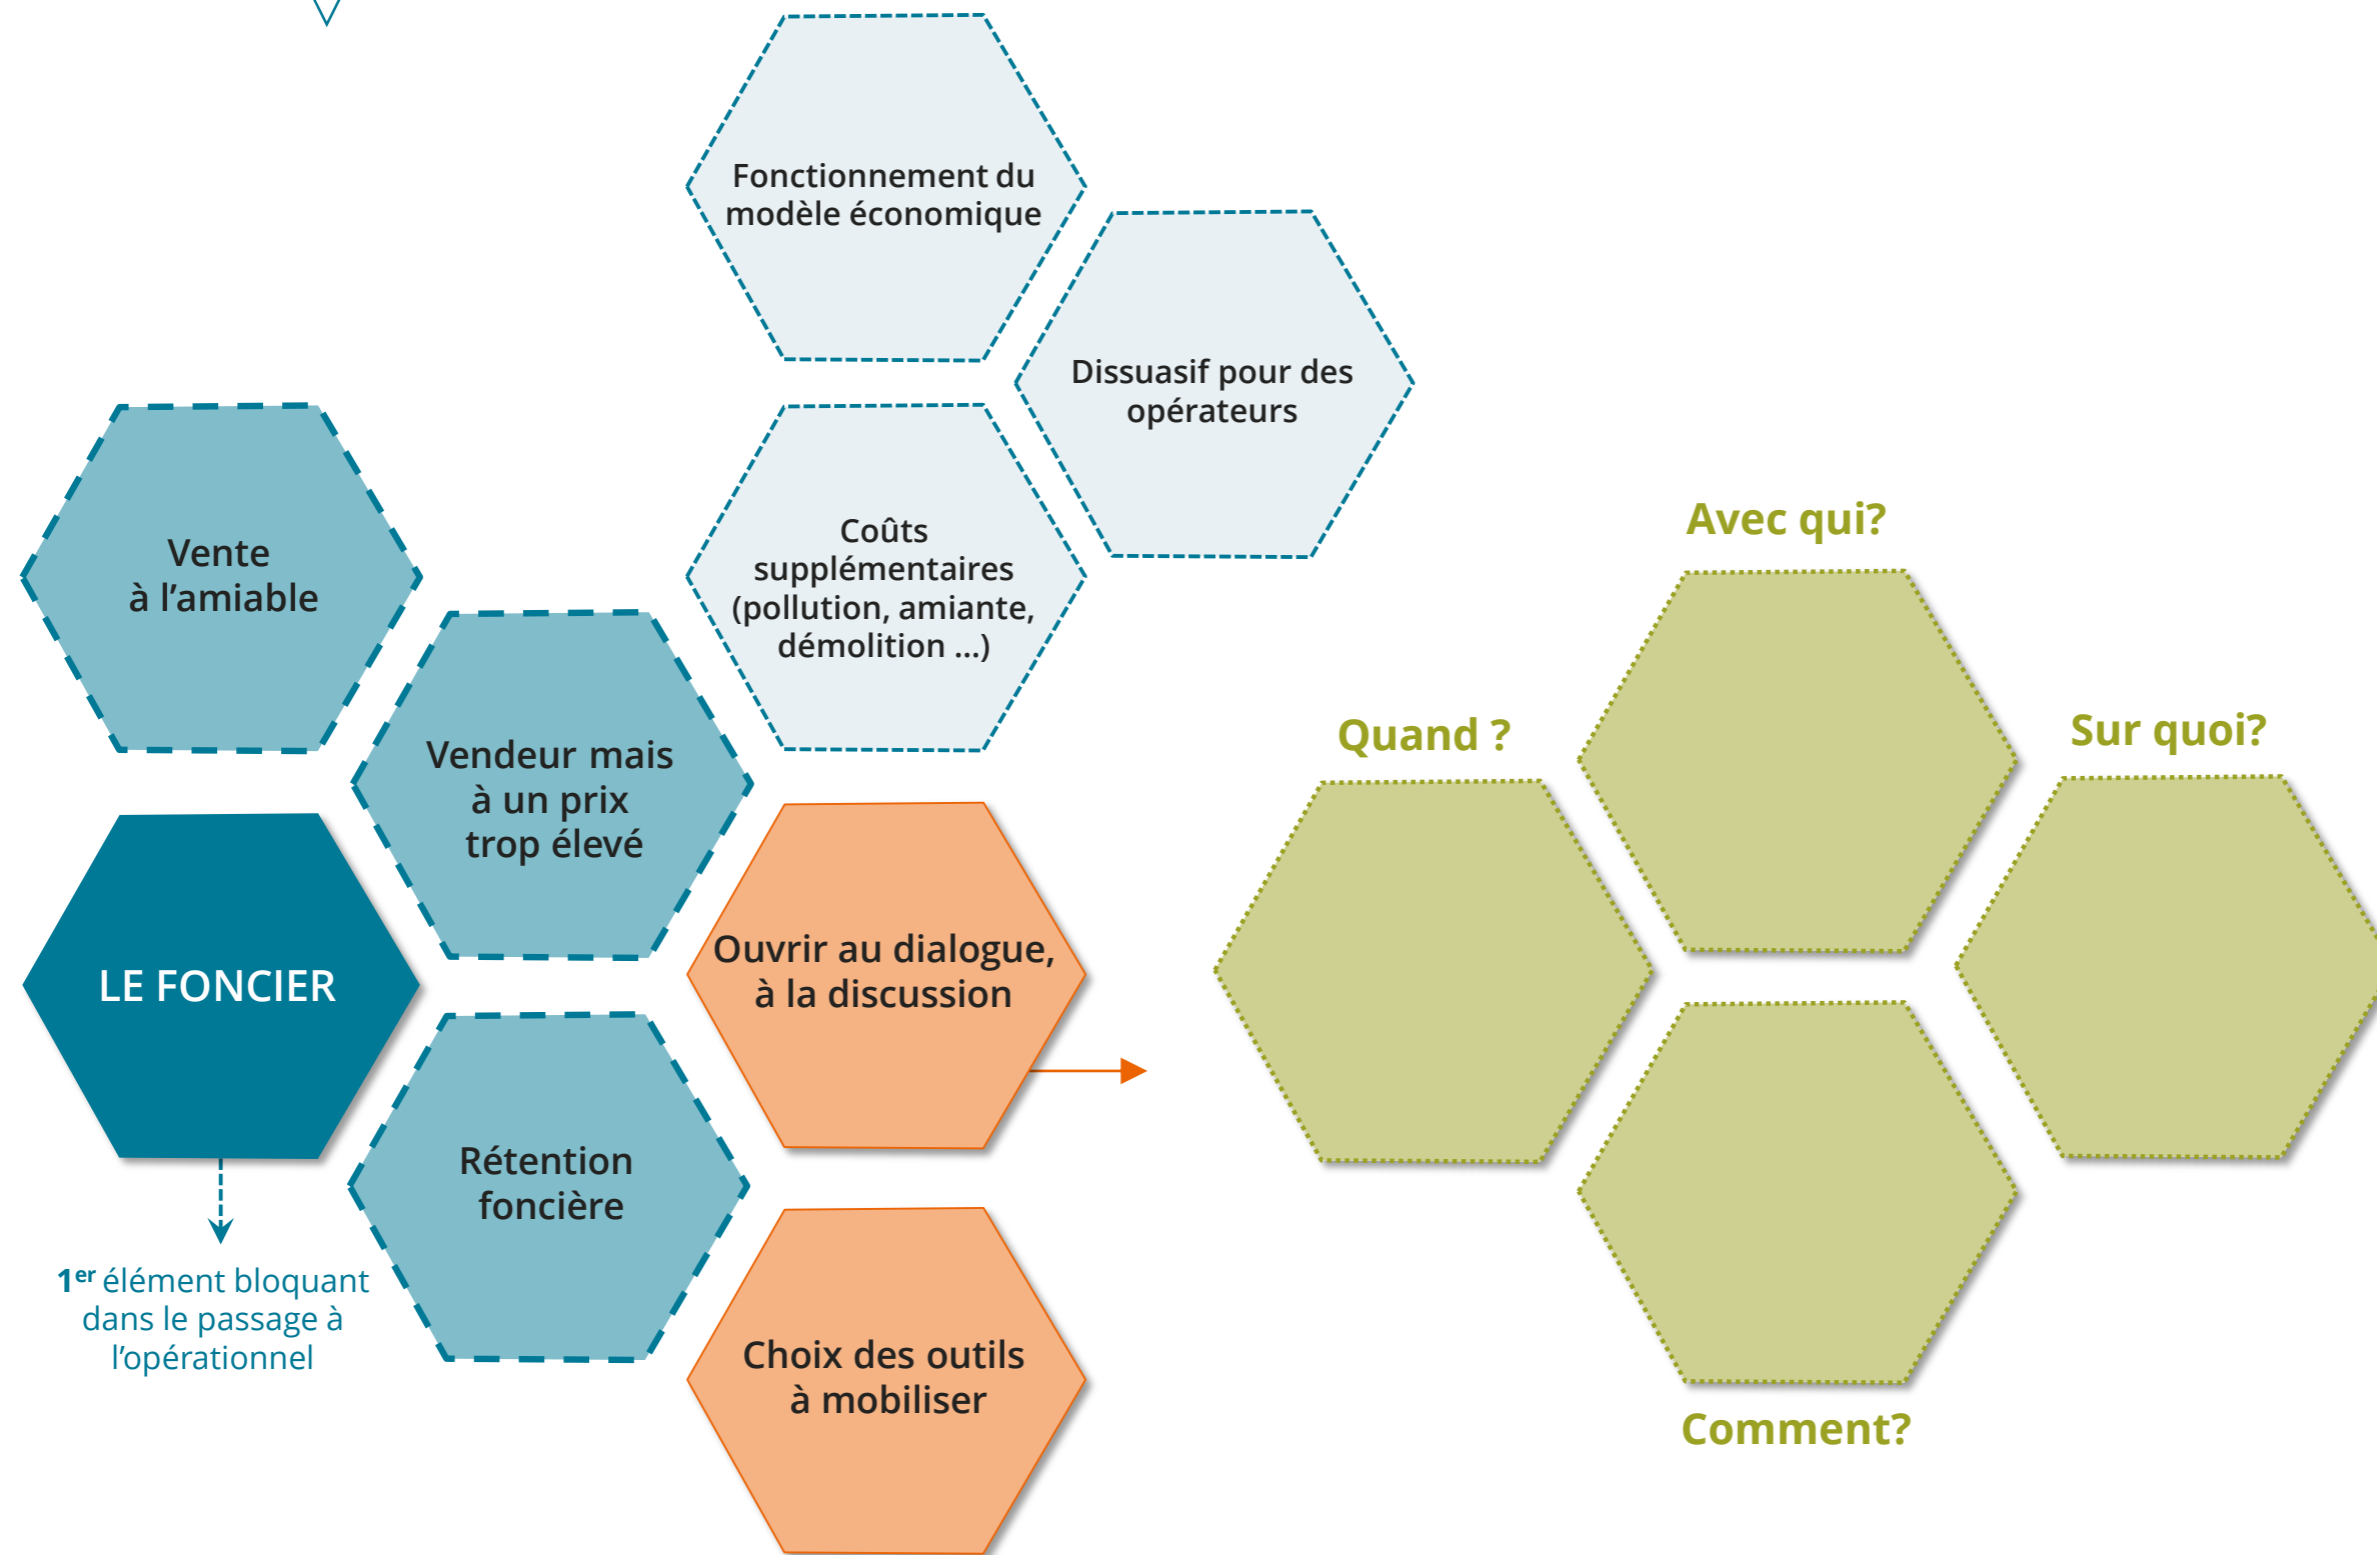 Fonctionnement du
modèle économique
Dissuasif pour des
opérateurs
Coûts
supplémentaires
(pollution, amiante,
démolition ...)
Vente
à l’amiable
Vendeur mais
à un prix
trop élevé
LE FONCIER
1er élément bloquant
dans le passage à
l’opérationnel
Rétention
foncière
Ouvrir au dialogue,
à la discussion
Choix des outils
à mobiliser
Quand ?
Avec qui?
Sur quoi?
Comment?